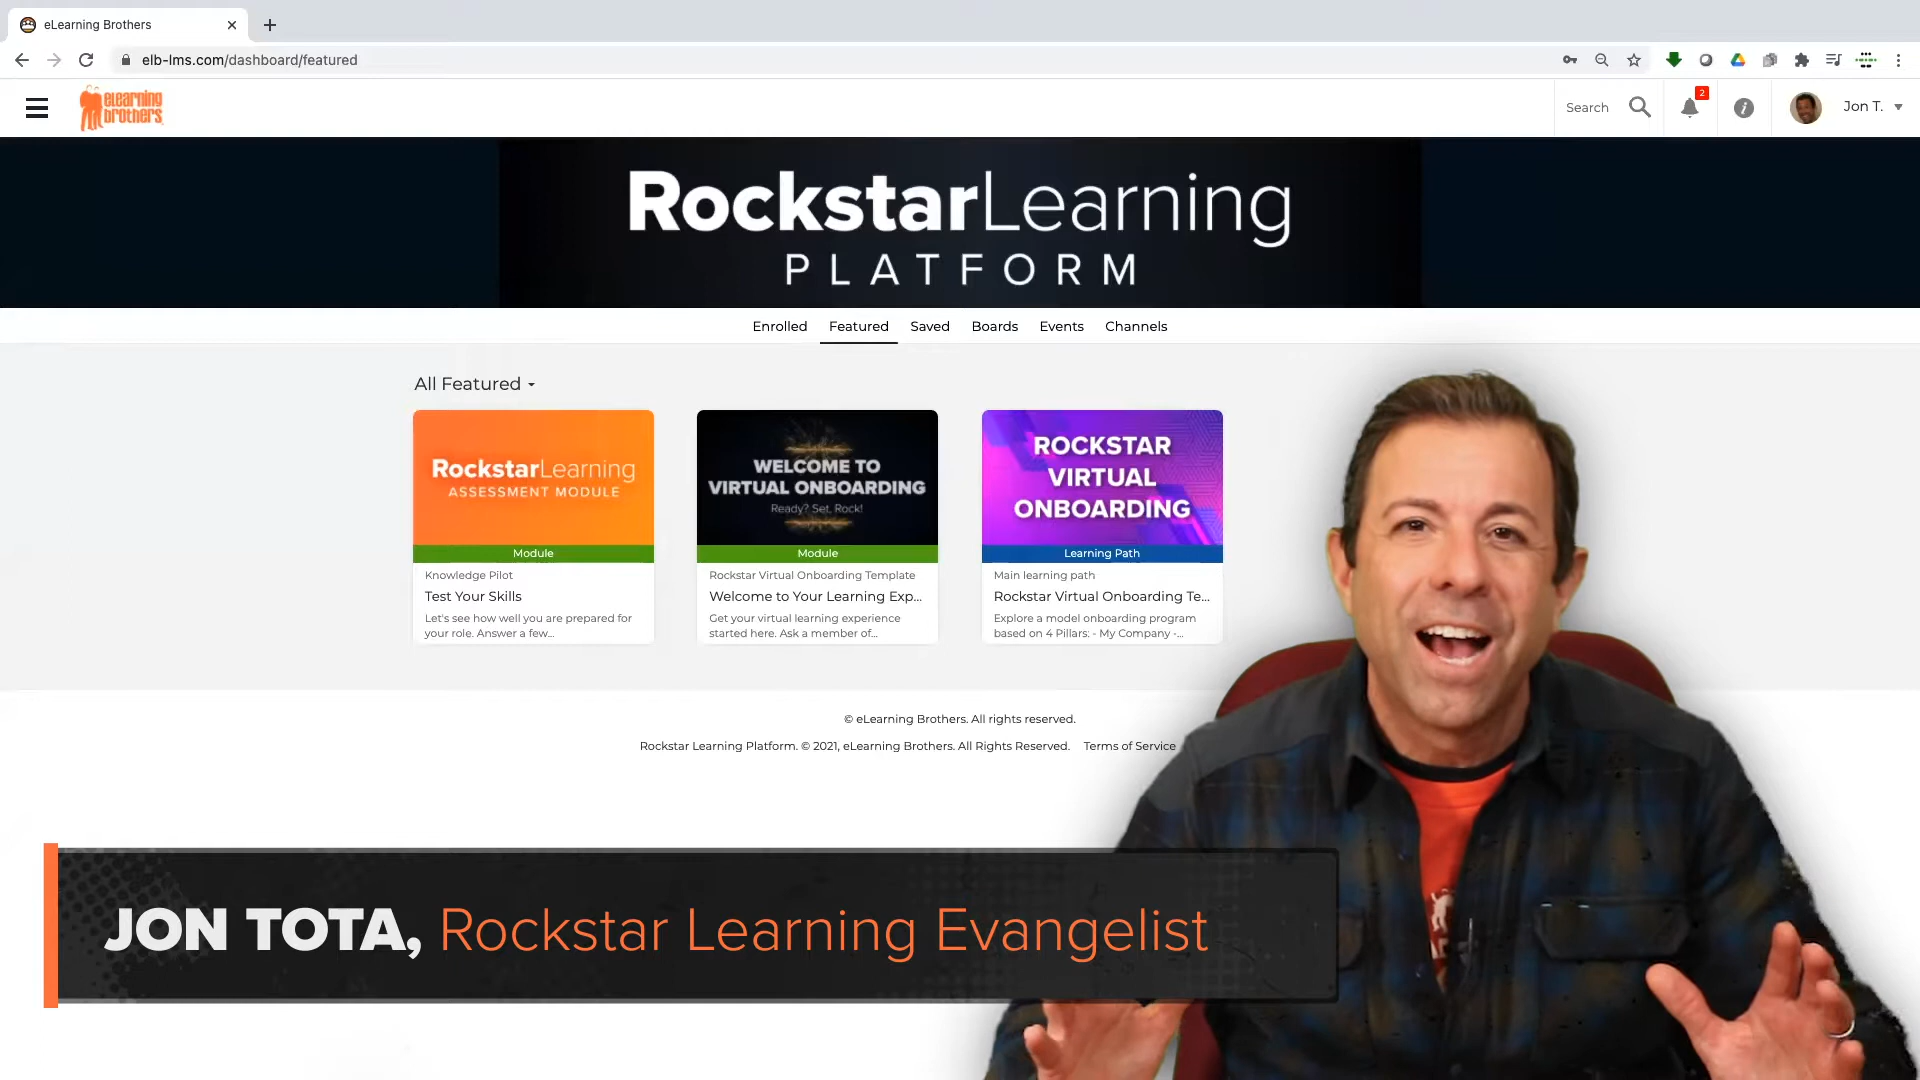 eLearning Brothers
elb-lms.com/dashboard/featured
eLearning
brothers
Search
2
Jon T.
RockstarLearning
PLATFORM
Enrolled Featured Saved Boards Events Channels
All Featured
RockstarLearning
ASSESSMENT MODULE
Module
Knowledge Pilot
Test Your Skills
Let's see how well you are prepared for
your role. Answer a few...
WELCOME TO
VIRTUAL ONBOARDING
Ready? Set, Rock!
Module
Rockstar Virtual Onboarding Template
Welcome to Your Learning Exp...
Get your virtual learning experience
started here. Ask a member of...
ROCKSTAR
VIRTUAL
ONBOARDING
Learning Path
Main learning path
Rockstar Virtual Onboarding Te...
Explore a model onboarding program
based on 4 Pillars: - My Company -...
© eLearning Brothers. All rights reserved.
Rockstar Learning Platform. © 2021, eLearning Brothers. All Rights Reserved. Terms of Service
JON TOTA, Rockstar Learning Evangelist